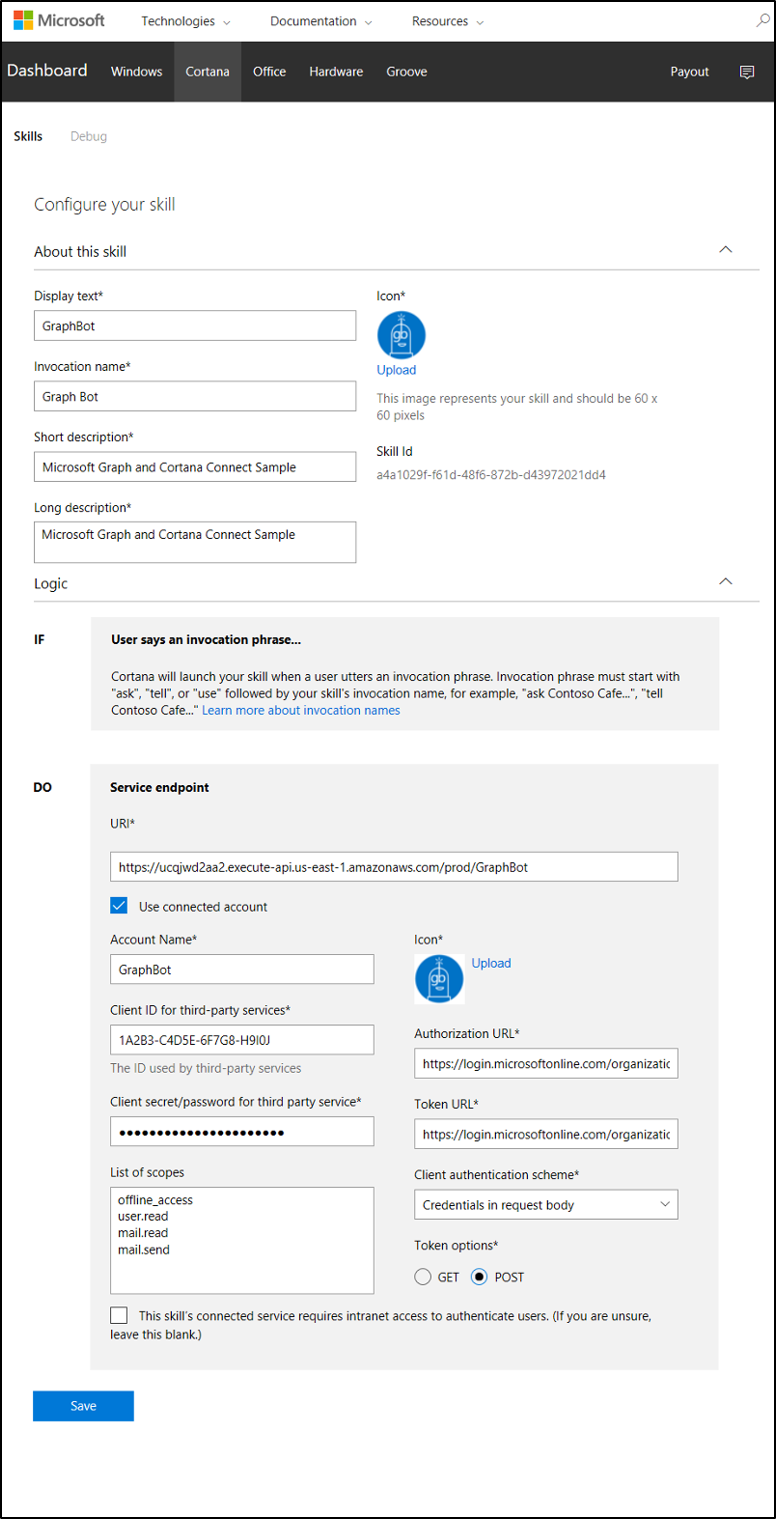 Microsoft Technologies Documentation Resources
Dashboard Windows Cortana Office Hardware Groove Payout
Skills Debug
Configure your skill
About this skill
Display text*
GraphBot
Invocation name*
Graph Bot
Short description*
Microsoft Graph and Cortana Connect Sample
Long description*
Microsoft Graph and Cortana Connect Sample
Icon*
gb
Upload
This image represents your skill and should be 60 x
60 pixels
Skill Id
a4a1029f-f61d-48f6-872b-d43972021dd4
Logic
IF
User says an invocation phrase...
Cortana will launch your skill when a user utters an invocation phrase. Invocation phrase must start with
"ask", "tell", or "use" followed by your skill's invocation name, for example, "ask Contoso Cafe...", "tell
Contoso Cafe..." Learn more about invocation names
DO
Service endpoint
URI*
https://ucqjwd2aa2.execute-api.us-east-1.amazonaws.com/prod/GraphBot
Use connected account
Account Name*
GraphBot
Client ID for third-party services*
1A2B3-C4D5E-6F7G8-H9I0J
The ID used by third-party services
Client secret/password for third party service*
List of scopes
offline_access
user.read
mail.read
mail.send
Icon*
gb
Upload
Authorization URL*
https://login.microsoftonline.com/organizatic
Token URL*
https://login.microsoftonline.com/organizatic
Client authentication scheme*
Credentials in request body
Token options*
GET POST
This skill's connected service requires intranet access to authenticate users. (If you are unsure,
leave this blank.)
Save